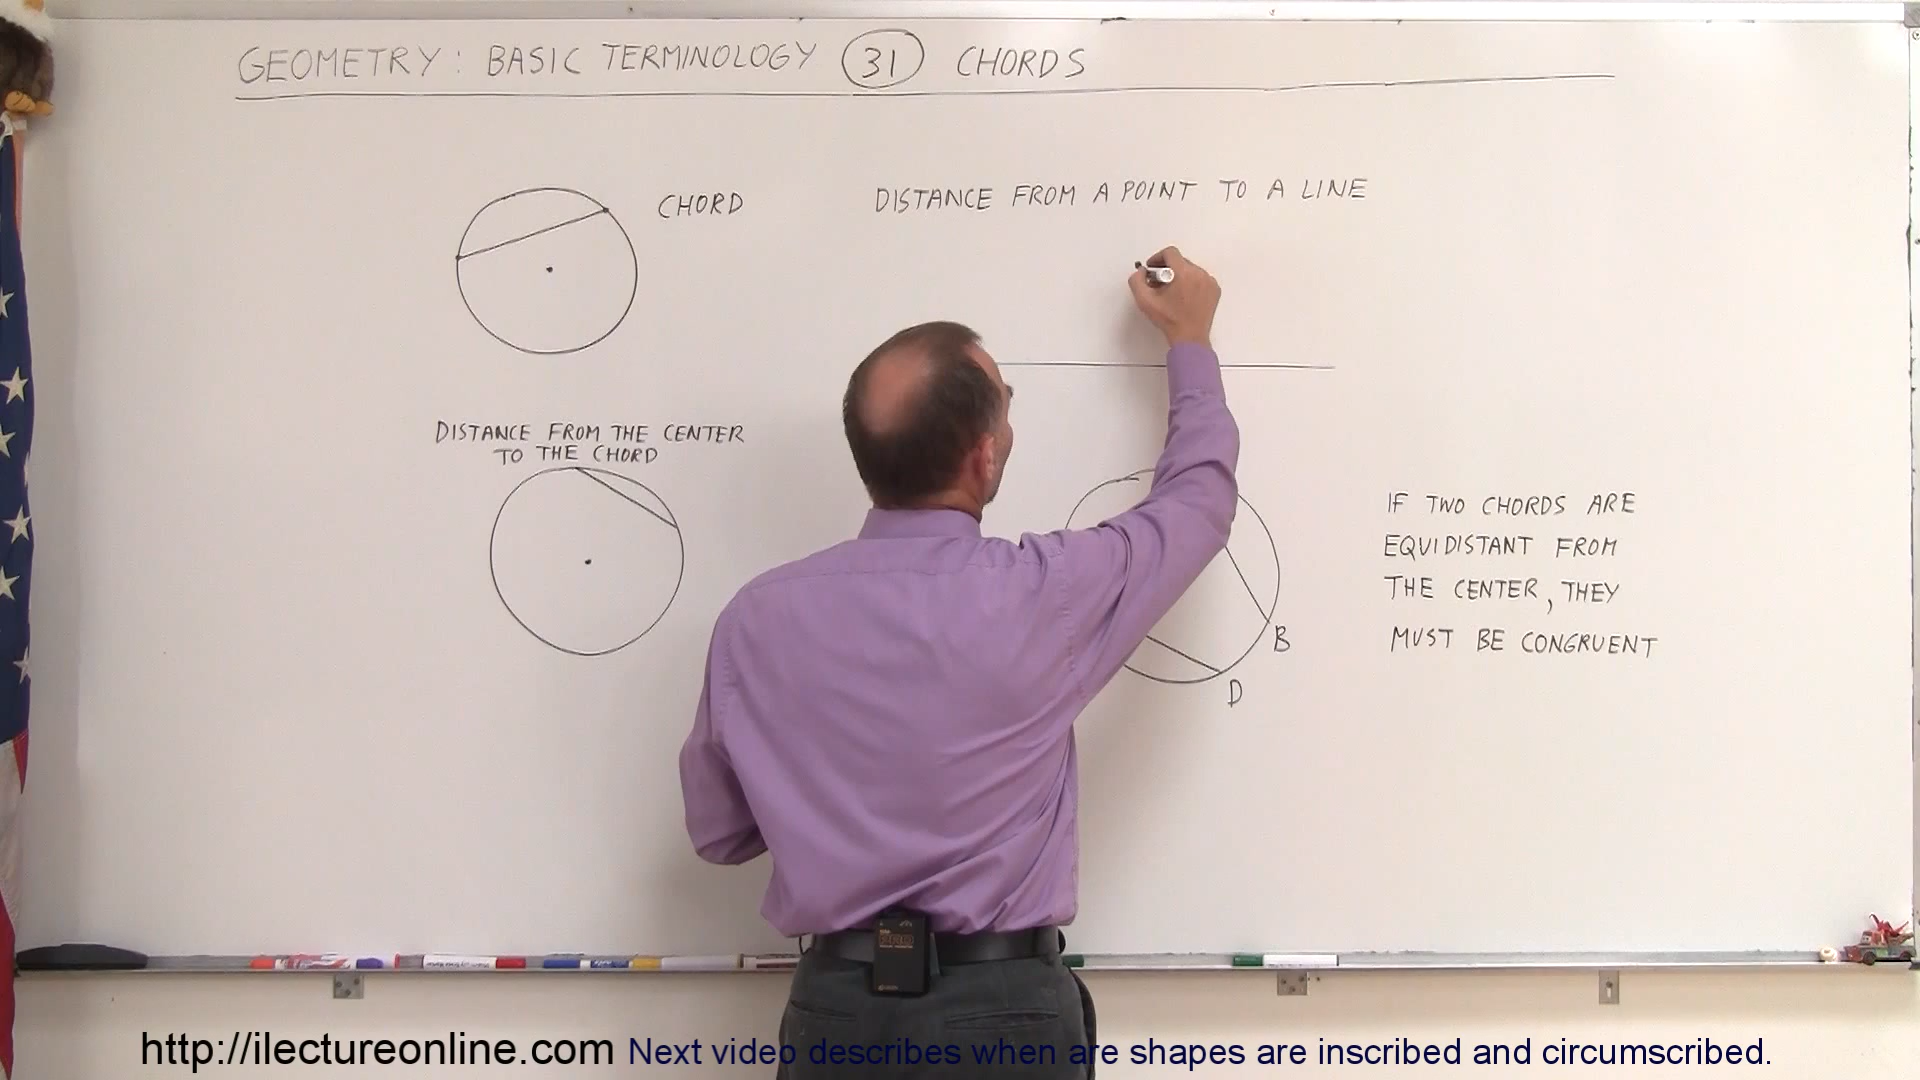 GEOMETRY: BASIC TERMINOLOGY 31 CHORDS
CHORD
DISTANCE FROM A POINT TO A LINE
DISTANCE FROM THE CENTER
TO THE CHORD
IF TWO CHORDS ARE
EQUIDISTANT FROM
THE CENTER, THEY
MUST BE CONGRUENT
B
D
PRO
http://ilectureonline.com Next video describes when are shapes are inscribed and circumscribed.